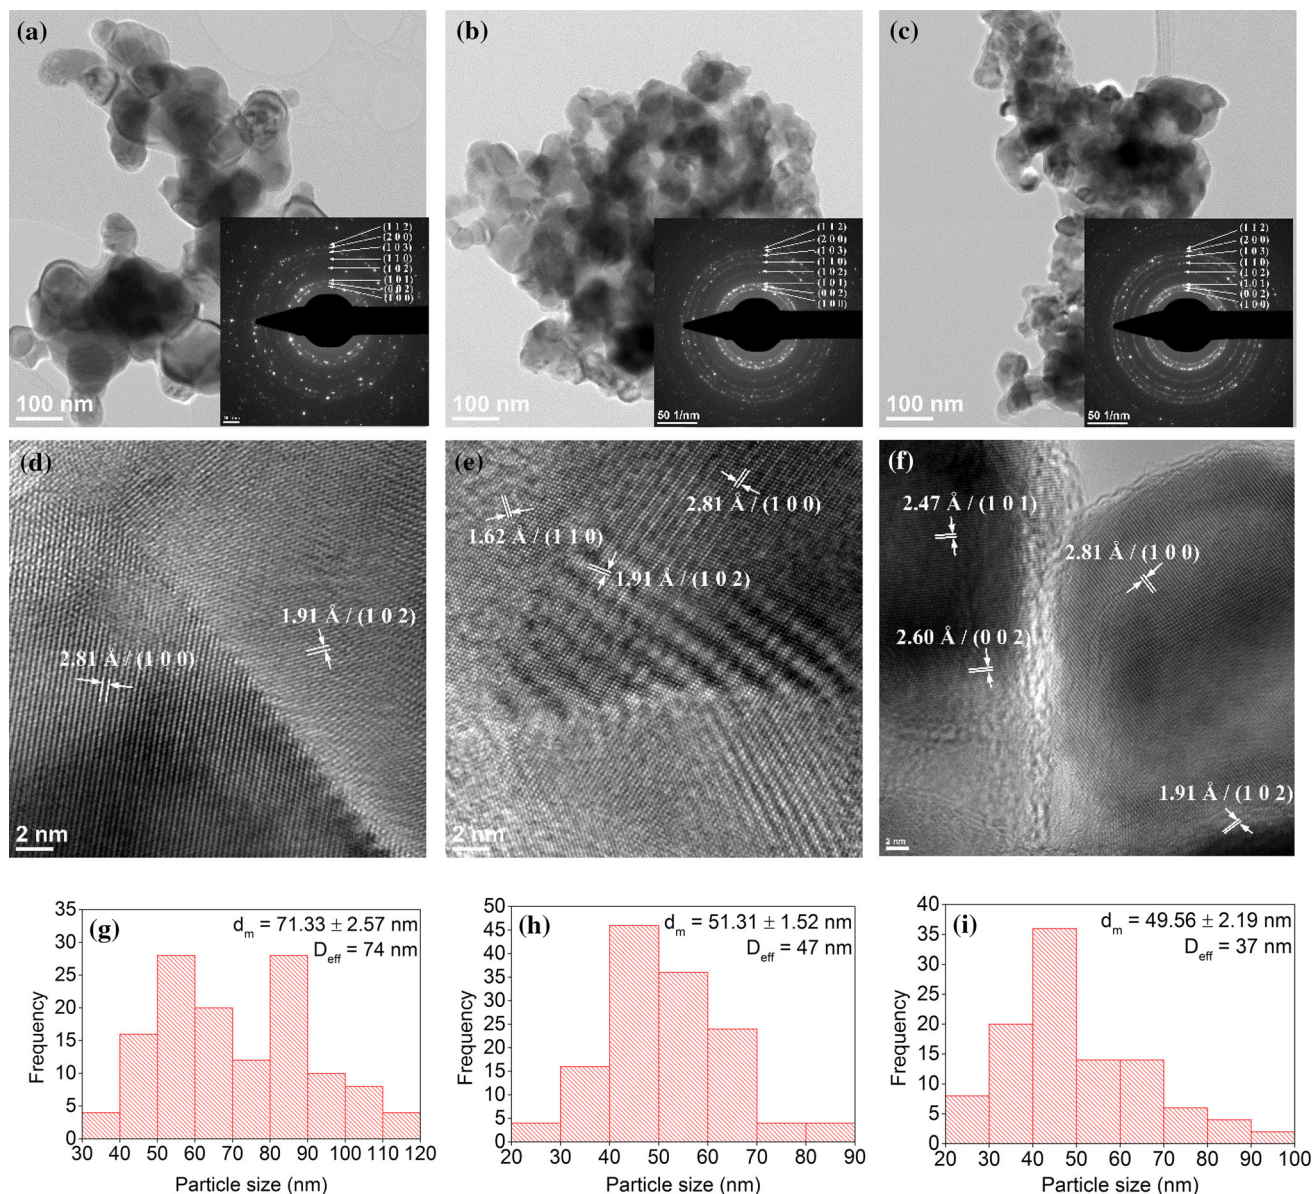 (a)
(1 1 2)
(2 0 0)
(1 0 3)
(1 1 0)
(1 0 2)
(1 0 1)
(0 0 2)
(1 0 0)
100 nm
(b)
(1 1 2)
(2 0 0)
(1 0 3)
(1 1 0)
(1 0 2)
(1 0 1)
(0 0 2)
(1 0 0)
100 nm
50 1/nm
(c)
(1 1 2)
(2 0 0)
(1 0 3)
(1 1 0)
(1 0 2)
(1 0 1)
(0 0 2)
(1 0 0)
100 nm
50 1/nm
(d)
1.91 Å / (1 0 2)
2.81 Å / (1 0 0)
2 nm
(e)
2.81 Å / (1 0 0)
1.62 Å / (1 1 0)
1.91 Å / (1 0 2)
2 nm
(f)
2.47 Å / (1 0 1)
2.81 Å / (1 0 0)
2.60 Å / (0 0 2)
1.91 Å / (1 0 2)
2 nm
(g)
dm = 71.33 ± 2.57 nm
Deff = 74 nm
Frequency
35
30
25
20
15
10
5
0
30 40 50 60 70 80 90 100 110 120
Particle size (nm)
(h)
dm = 51.31 ± 1.52 nm
Deff = 47 nm
Frequency
50
45
40
35
30
25
20
15
10
5
0
20 30 40 50 60 70 80 90
Particle size (nm)
(i)
dm = 49.56 ± 2.19 nm
Deff = 37 nm
Frequency
40
35
30
25
20
15
10
5
0
20 30 40 50 60 70 80 90 100
Particle size (nm)